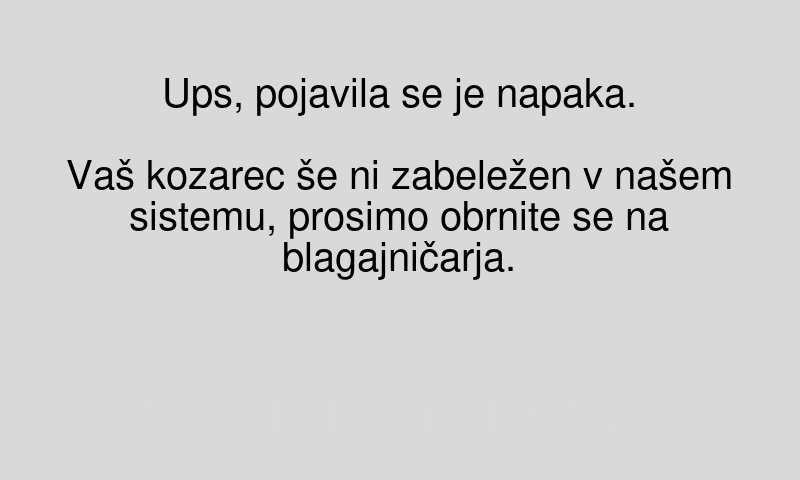 Ups, pojavila se je napaka.
Vaš kozarec še ni zabeležen v našem
sistemu, prosimo obrnite se na
blagajničarja.